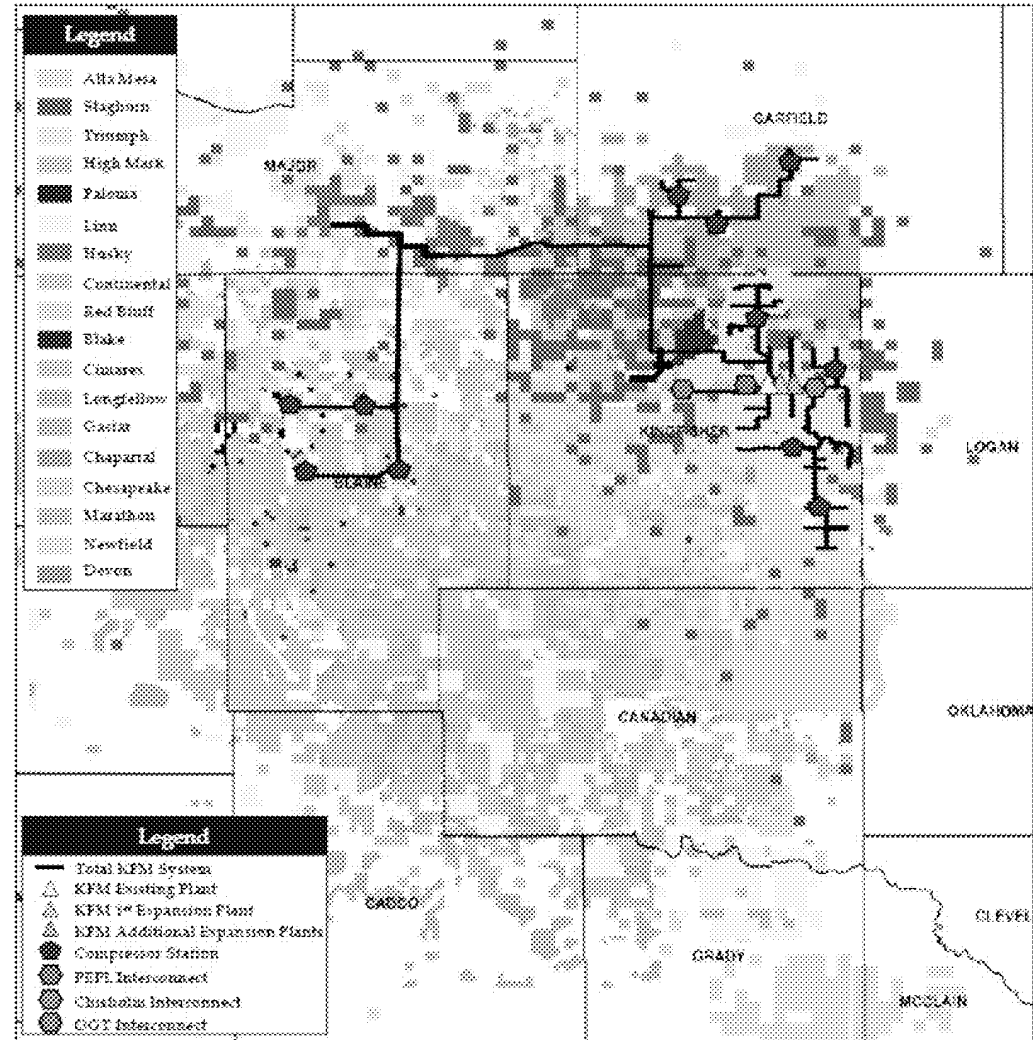 Legend
Alta Mesa
Staghorn
Triumph
High Mark
Paloma
Linn
Husky
Continental
Red Bluff
Blake
Cimarex
Longfellow
Gastar
Chaparral
Chesapeake
Marathon
Newfield
Devon
GARFIELD
MAJOR
KINGFISHER
LOGAN
BLAINE
CANADIAN
OKLAHOMA
Legend
Total KFM System
KFM Existing Plant
KFM 1st Expansion Plant
KFM Additional Expansion Plants
Compressor Station
PEPL Interconnect
Chisholm Interconnect
OGT Interconnect
CADDO
CLEVEL
GRADY
MCCLAIN